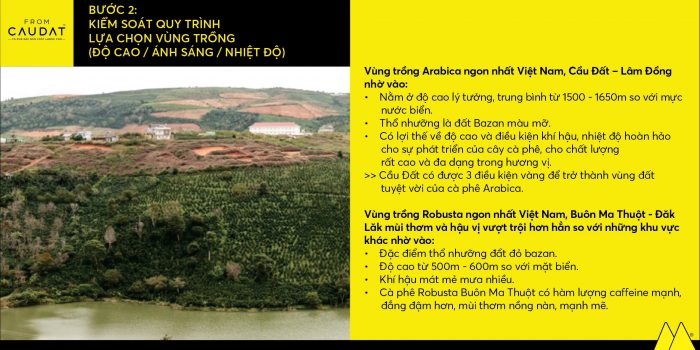 FROM
CAUDAT
BƯỚC 2:
KIỂM SOÁT QUY TRÌNH
LỰA CHỌN VÙNG TRỒNG
(ĐỘ CAO / ÁNH SÁNG / NHIỆT ĐỘ)
Vùng trồng Arabica ngon nhất Việt Nam, Cầu Đất – Lâm Đồng
nhờ vào:
• Nằm ở độ cao lý tưởng, trung bình từ 1500 - 1650m so với mực
nước biển.
• Thổ nhưỡng là đất Bazan màu mỡ.
• Có lợi thế về độ cao và điều kiện khí hậu, nhiệt độ hoàn hảo
cho sự phát triển của cây cà phê, cho chất lượng
rất cao và đa dạng trong hương vị.
>> Cầu Đất có được 3 điều kiện vàng để trở thành vùng đất
tuyệt vời của cà phê Arabica.
Vùng trồng Robusta ngon nhất Việt Nam, Buôn Ma Thuột - Đăk
Lăk mùi thơm và hậu vị vượt trội hơn hẳn so với những khu vực
khác nhờ vào:
• Đặc điểm thổ nhưỡng đất đỏ bazan.
• Độ cao từ 500m - 600m so với mặt biển.
• Khí hậu mát mẻ mưa nhiều.
• Cà phê Robusta Buôn Ma Thuột có hàm lượng caffeine mạnh,
đắng đậm hơn, mùi thơm nồng nàn, mạnh mẽ.